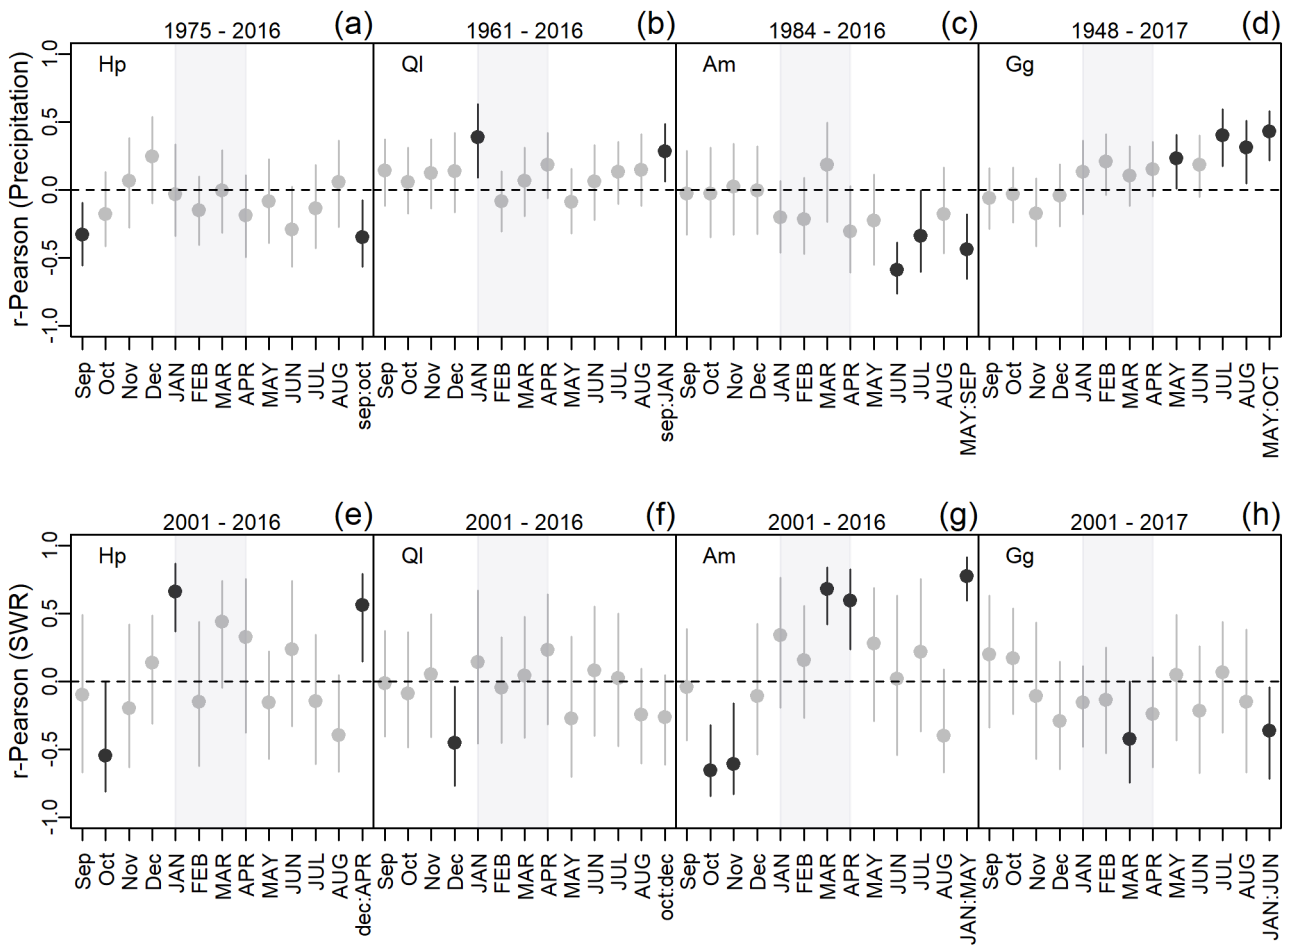 1975 - 2016 (a) 1961 - 2016 (b) 1984 - 2016 (c) 1948 - 2017 (d)
Hp Ql Am Gg
r-Pearson (Precipitation)
1.0
0.5
0.0
-0.5
-1.0
Sep Oct Nov Dec JAN FEB MAR APR MAY JUN JUL AUG sep:oct
Sep Oct Nov Dec JAN FEB MAR APR MAY JUN JUL AUG sep:JAN
Sep Oct Nov Dec JAN FEB MAR APR MAY JUN JUL AUG MAY:SEP
Sep Oct Nov Dec JAN FEB MAR APR MAY JUN JUL AUG MAY:OCT
2001 - 2016 (e) 2001 - 2016 (f) 2001 - 2016 (g) 2001 - 2017 (h)
Hp Ql Am Gg
r-Pearson (SWR)
1.0
0.5
0.0
-0.5
-1.0
Sep Oct Nov Dec JAN FEB MAR APR MAY JUN JUL AUG dec:APR
Sep Oct Nov Dec JAN FEB MAR APR MAY JUN JUL AUG oct:dec
Sep Oct Nov Dec JAN FEB MAR APR MAY JUN JUL AUG JAN:MAY
Sep Oct Nov Dec JAN FEB MAR APR MAY JUN JUL AUG JAN:JUN